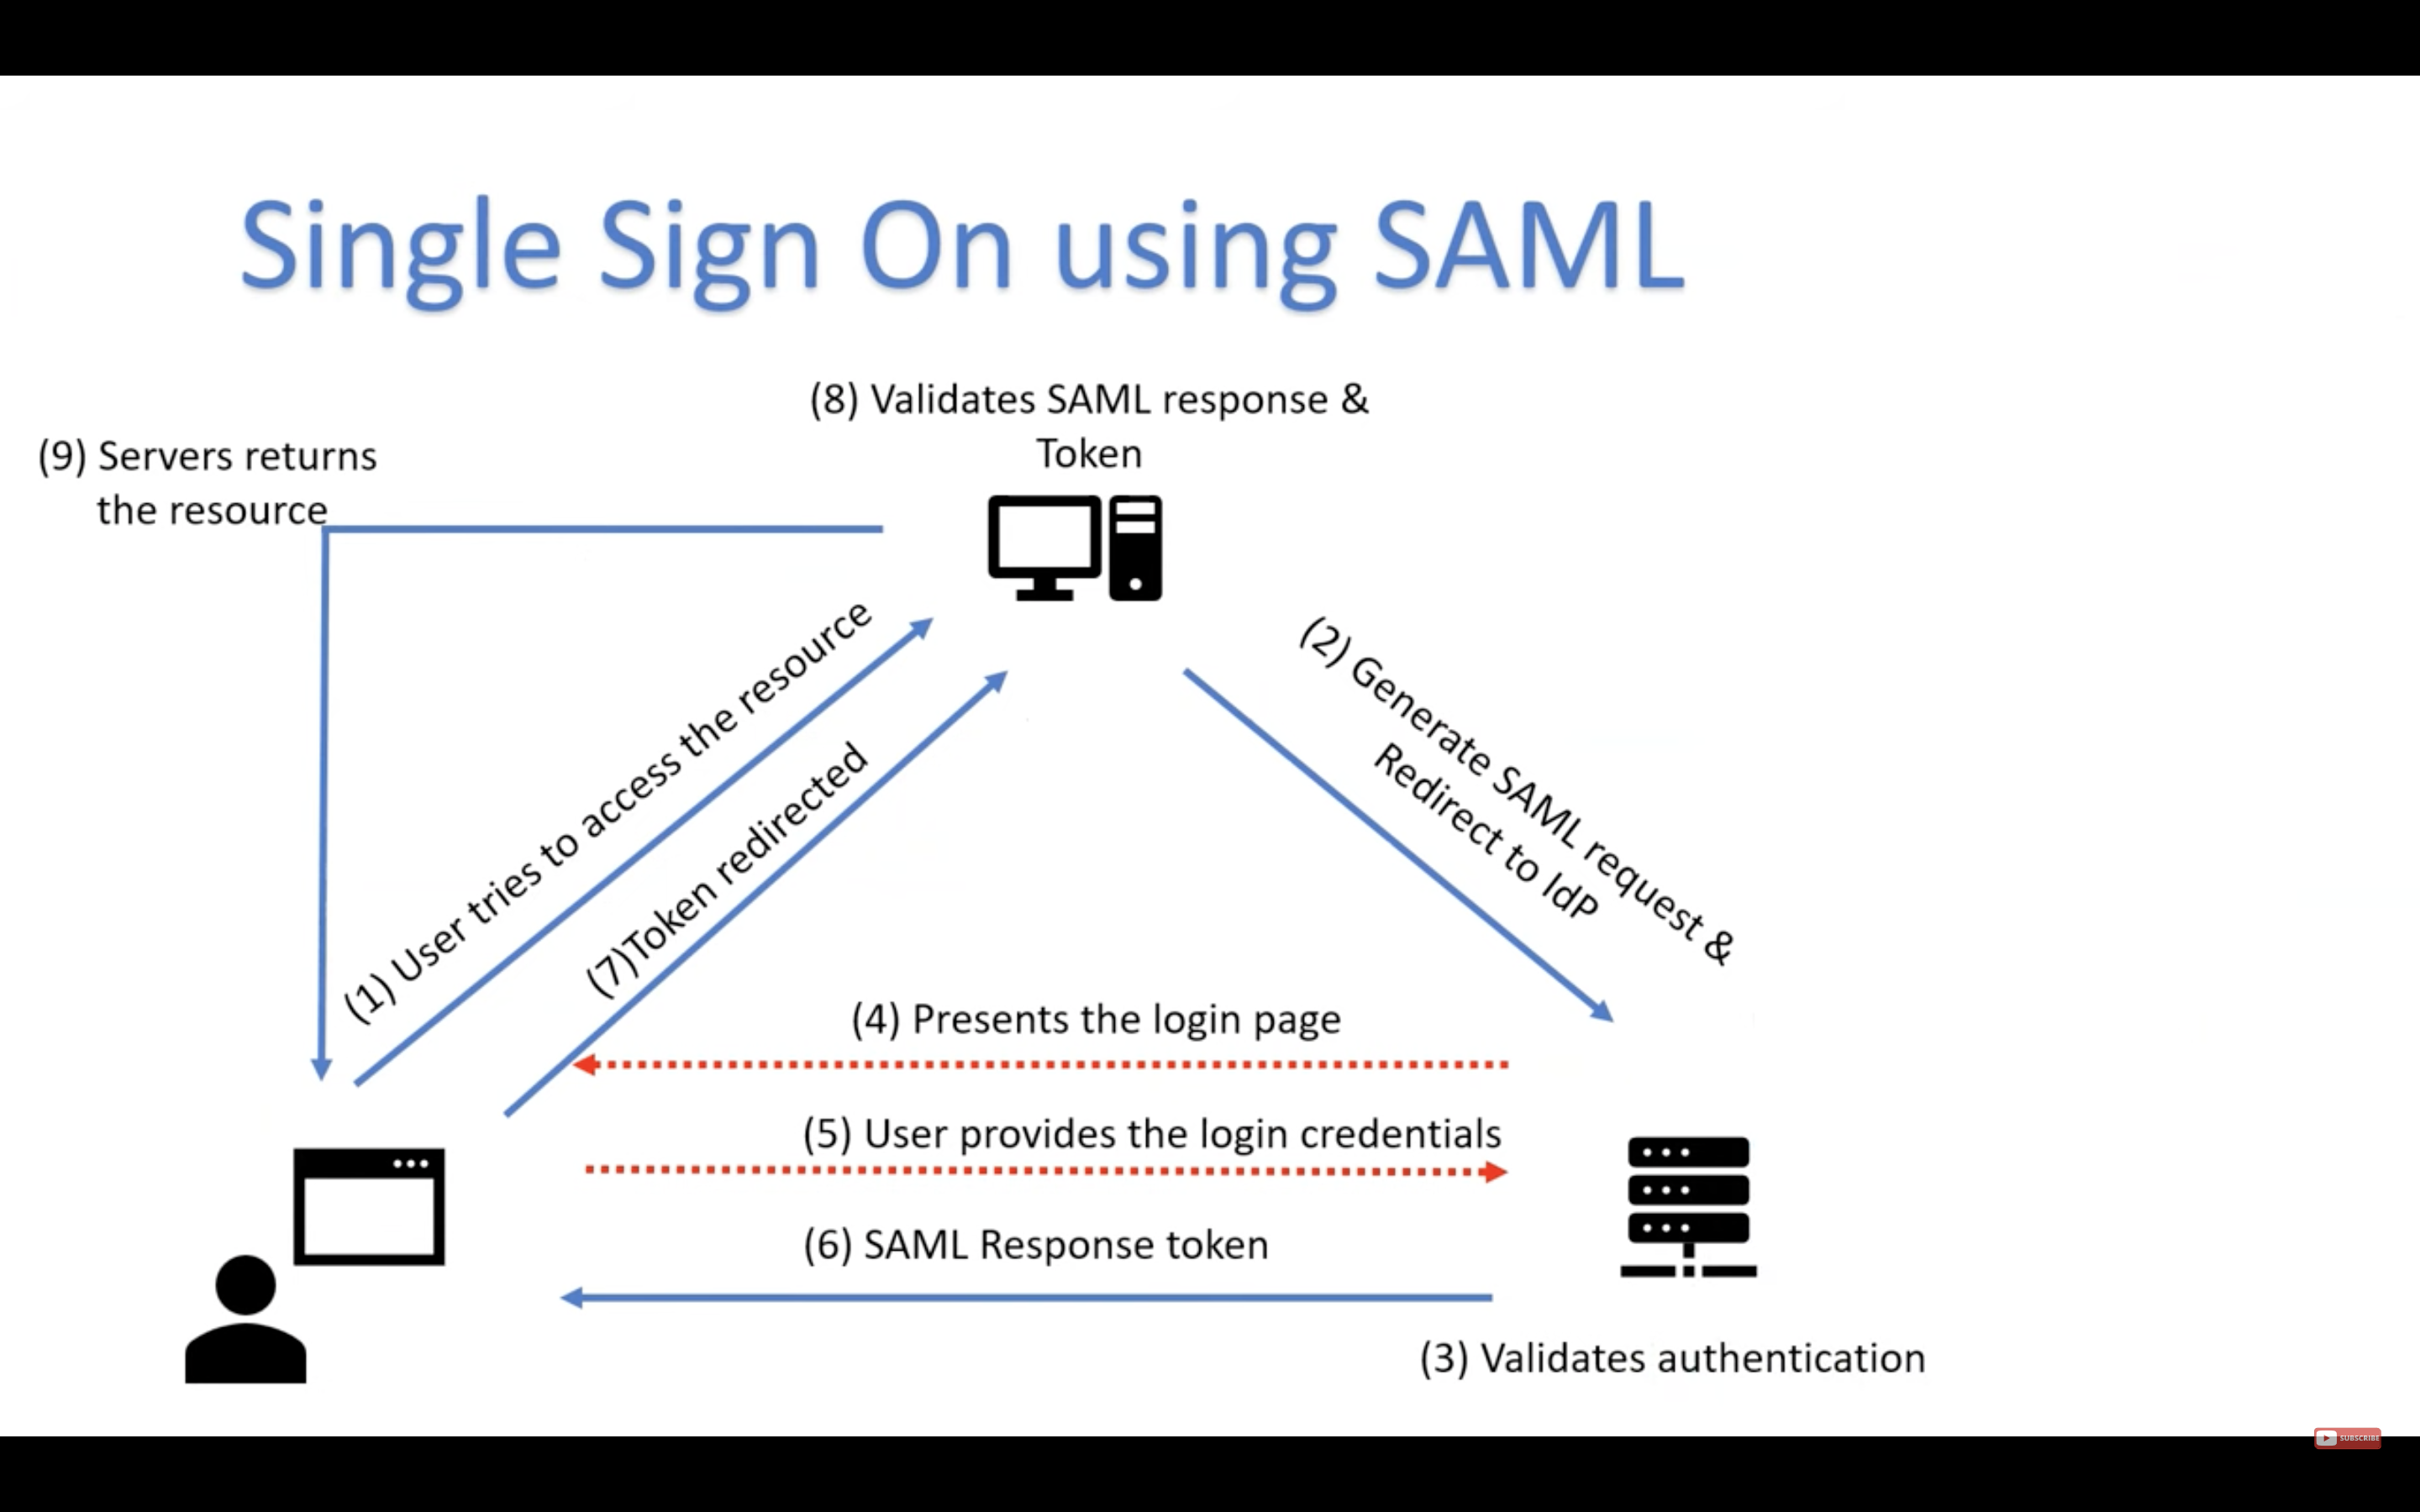 Single Sign On using SAML
(8) Validates SAML response &
Token
(9) Servers returns
the resource
(1) User tries to access the resource
(7)Token redirected
(2) Generate SAML request &
Redirect to IdP
(4) Presents the login page
(5) User provides the login credentials
(6) SAML Response token
(3) Validates authentication
SUBSCRIBE